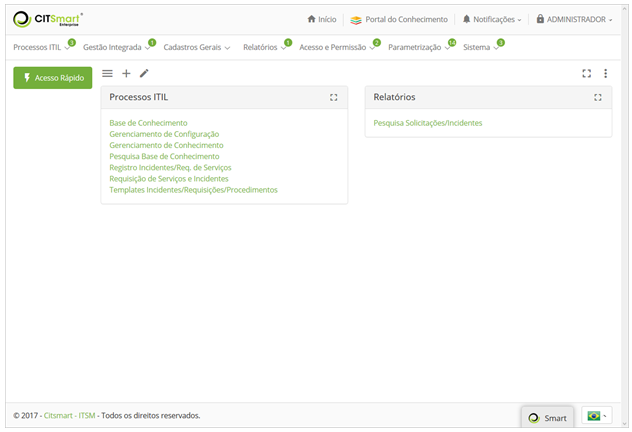 CITSmart
Enterprise
Início
Portal do Conhecimento
Notificações
ADMINISTRADOR
Processos ITIL 3
Gestão Integrada 1
Cadastros Gerais
Relatórios 1
Acesso e Permissão 2
Parametrização 14
Sistema 3
Acesso Rápido
Processos ITIL
Base de Conhecimento
Gerenciamento de Configuração
Gerenciamento de Conhecimento
Pesquisa Base de Conhecimento
Registro Incidentes/Req. de Serviços
Requisição de Serviços e Incidentes
Templates Incidentes/Requisições/Procedimentos
Relatórios
Pesquisa Solicitações/Incidentes
© 2017 - Citsmart - ITSM - Todos os direitos reservados.
Smart